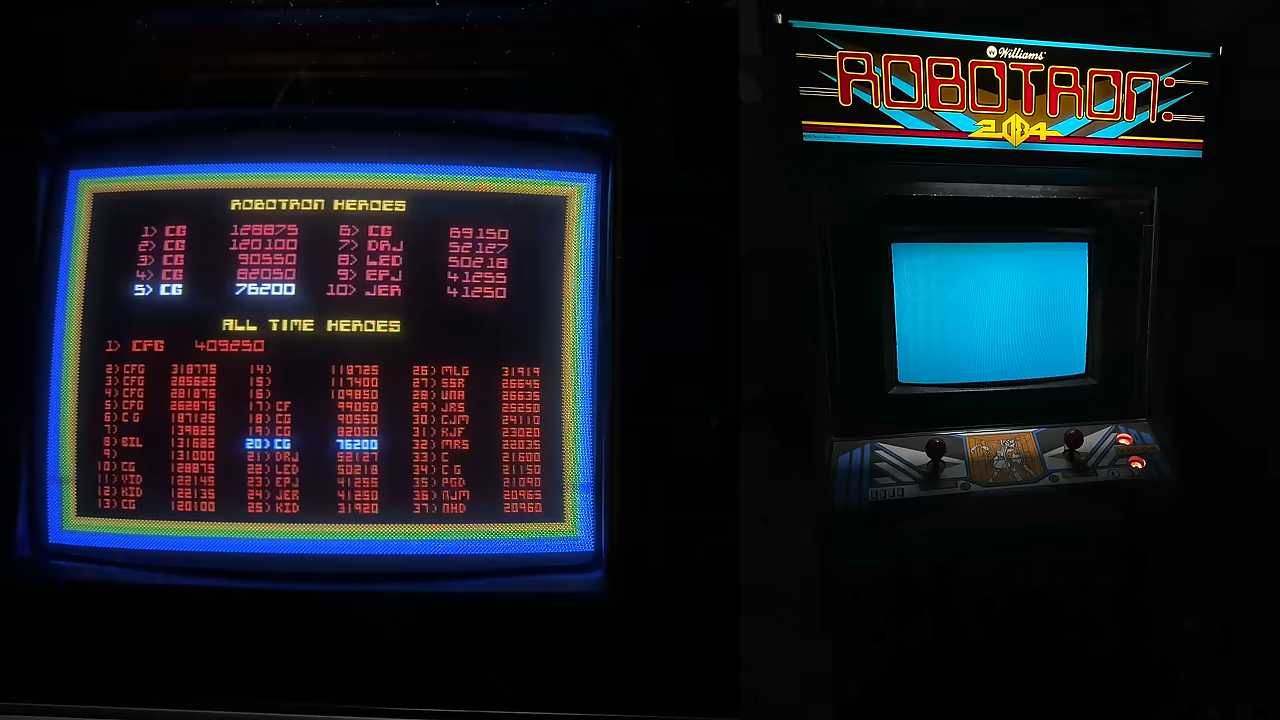 ROBOTRON HEROES
1) CG 128875 6) CG 69150
2) CG 120100 7) DRJ 52127
3) CG 90550 8) LED 50218
4) CG 82050 9) EPJ 41255
5) CG 76200 10) JER 41250
ALL TIME HEROES
1) CFG 409250
2) CFG 318775 14) 118725 26) MLG 31919
3) CFG 285625 15) 117400 27) SSR 26645
4) CFG 281875 16) 109850 28) UNA 26635
5) CFG 262875 17) CF 99050 29) JRS 25250
6) C G 187125 18) CG 90550 30) CJM 24110
7) 139825 19) CG 82050 31) KJF 23020
8) BIL 131682 20) CG 76200 32) MRS 22035
9) 131000 21) DRJ 52127 33) C 21600
10) CG 128875 22) LED 50218 34) C G 21150
11) VID 122145 23) EPJ 41255 35) PGD 21090
12) KID 122135 24) JER 41250 36) NJM 20965
13) CG 120100 25) KID 31920 37) NHD 20960
Williams
ROBOTRON:
2084